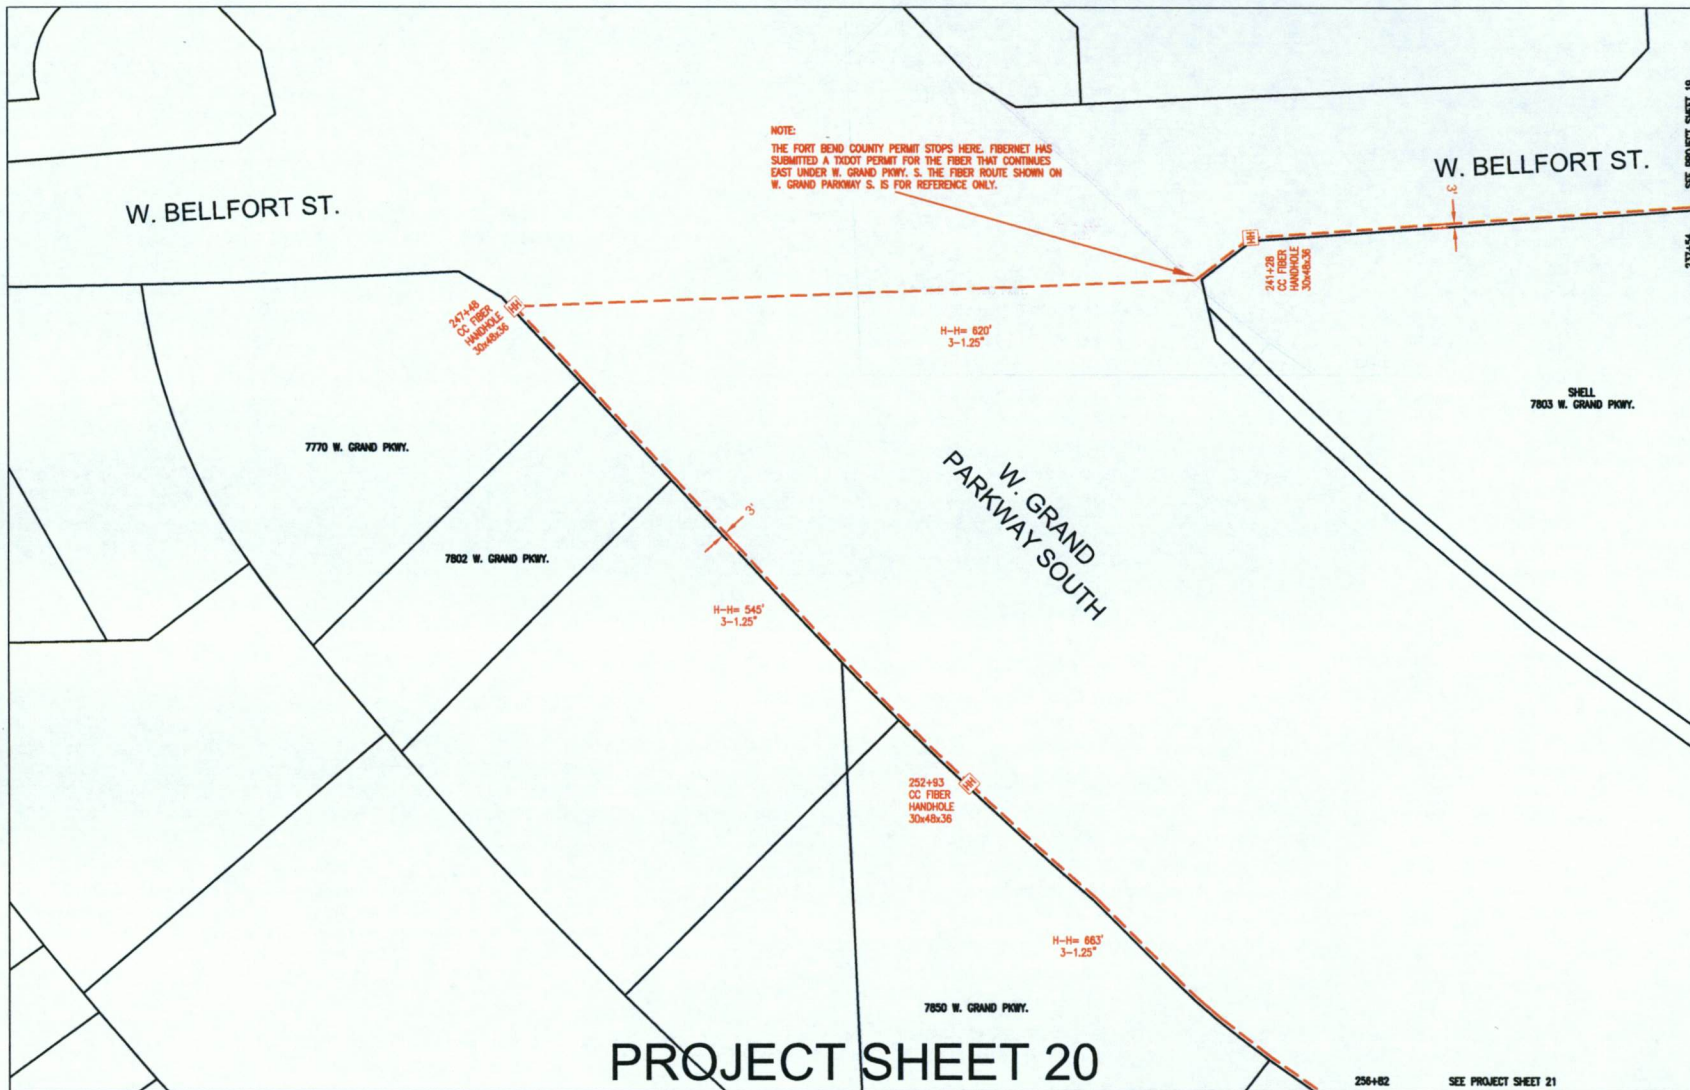 NOTE:
THE FORT BEND COUNTY PERMIT STOPS HERE. FIBERNET HAS
SUBMITTED A TXDOT PERMIT FOR THE FIBER THAT CONTINUES
EAST UNDER W. GRAND PKWY. S. THE FIBER ROUTE SHOWN ON
W. GRAND PARKWAY S. IS FOR REFERENCE ONLY.
W. BELLFORT ST.
W. BELLFORT ST.
SEE PROJECT SHEET
3'
237+54
241+28
CC FIBER
HANDHOLE
30x48x36
HH
247+48
CC FIBER
HANDHOLE
30x48x36
HH
H-H= 620'
3-1.25"
SHELL
7803 W. GRAND PKWY.
7770 W. GRAND PKWY.
W. GRAND
PARKWAY SOUTH
3'
7802 W. GRAND PKWY.
H-H= 545'
3-1.25"
252+93
CC FIBER
HANDHOLE
30x48x36
HH
H-H= 663'
3-1.25"
7850 W. GRAND PKWY.
PROJECT SHEET 20
256+82
SEE PROJECT SHEET 21